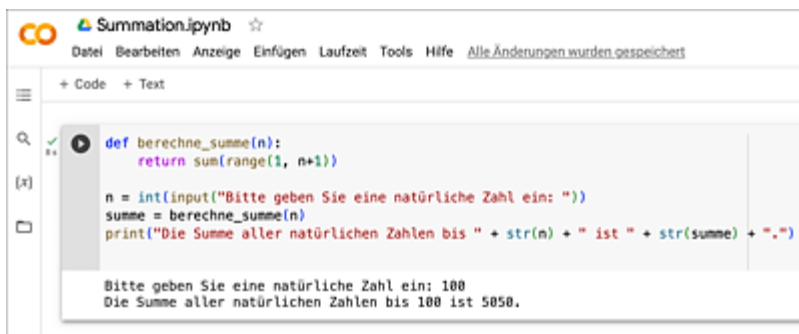 Summation.ipynb
Datei Bearbeiten Anzeige Einfügen Laufzeit Tools Hilfe Alle Änderungen wurden gespeichert
+ Code + Text
def berechne_summe(n):
return sum(range(1, n+1))
n = int(input("Bitte geben Sie eine natürliche Zahl ein: "))
summe = berechne_summe(n)
print("Die Summe aller natürlichen Zahlen bis " + str(n) + " ist " + str(summe) + ".")
Bitte geben Sie eine natürliche Zahl ein: 100
Die Summe aller natürlichen Zahlen bis 100 ist 5050.